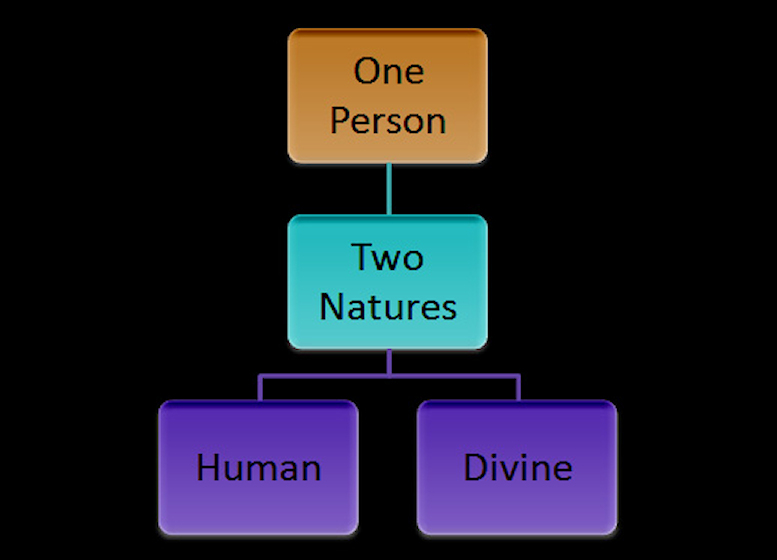 One
Person
Two
Natures
Human
Divine